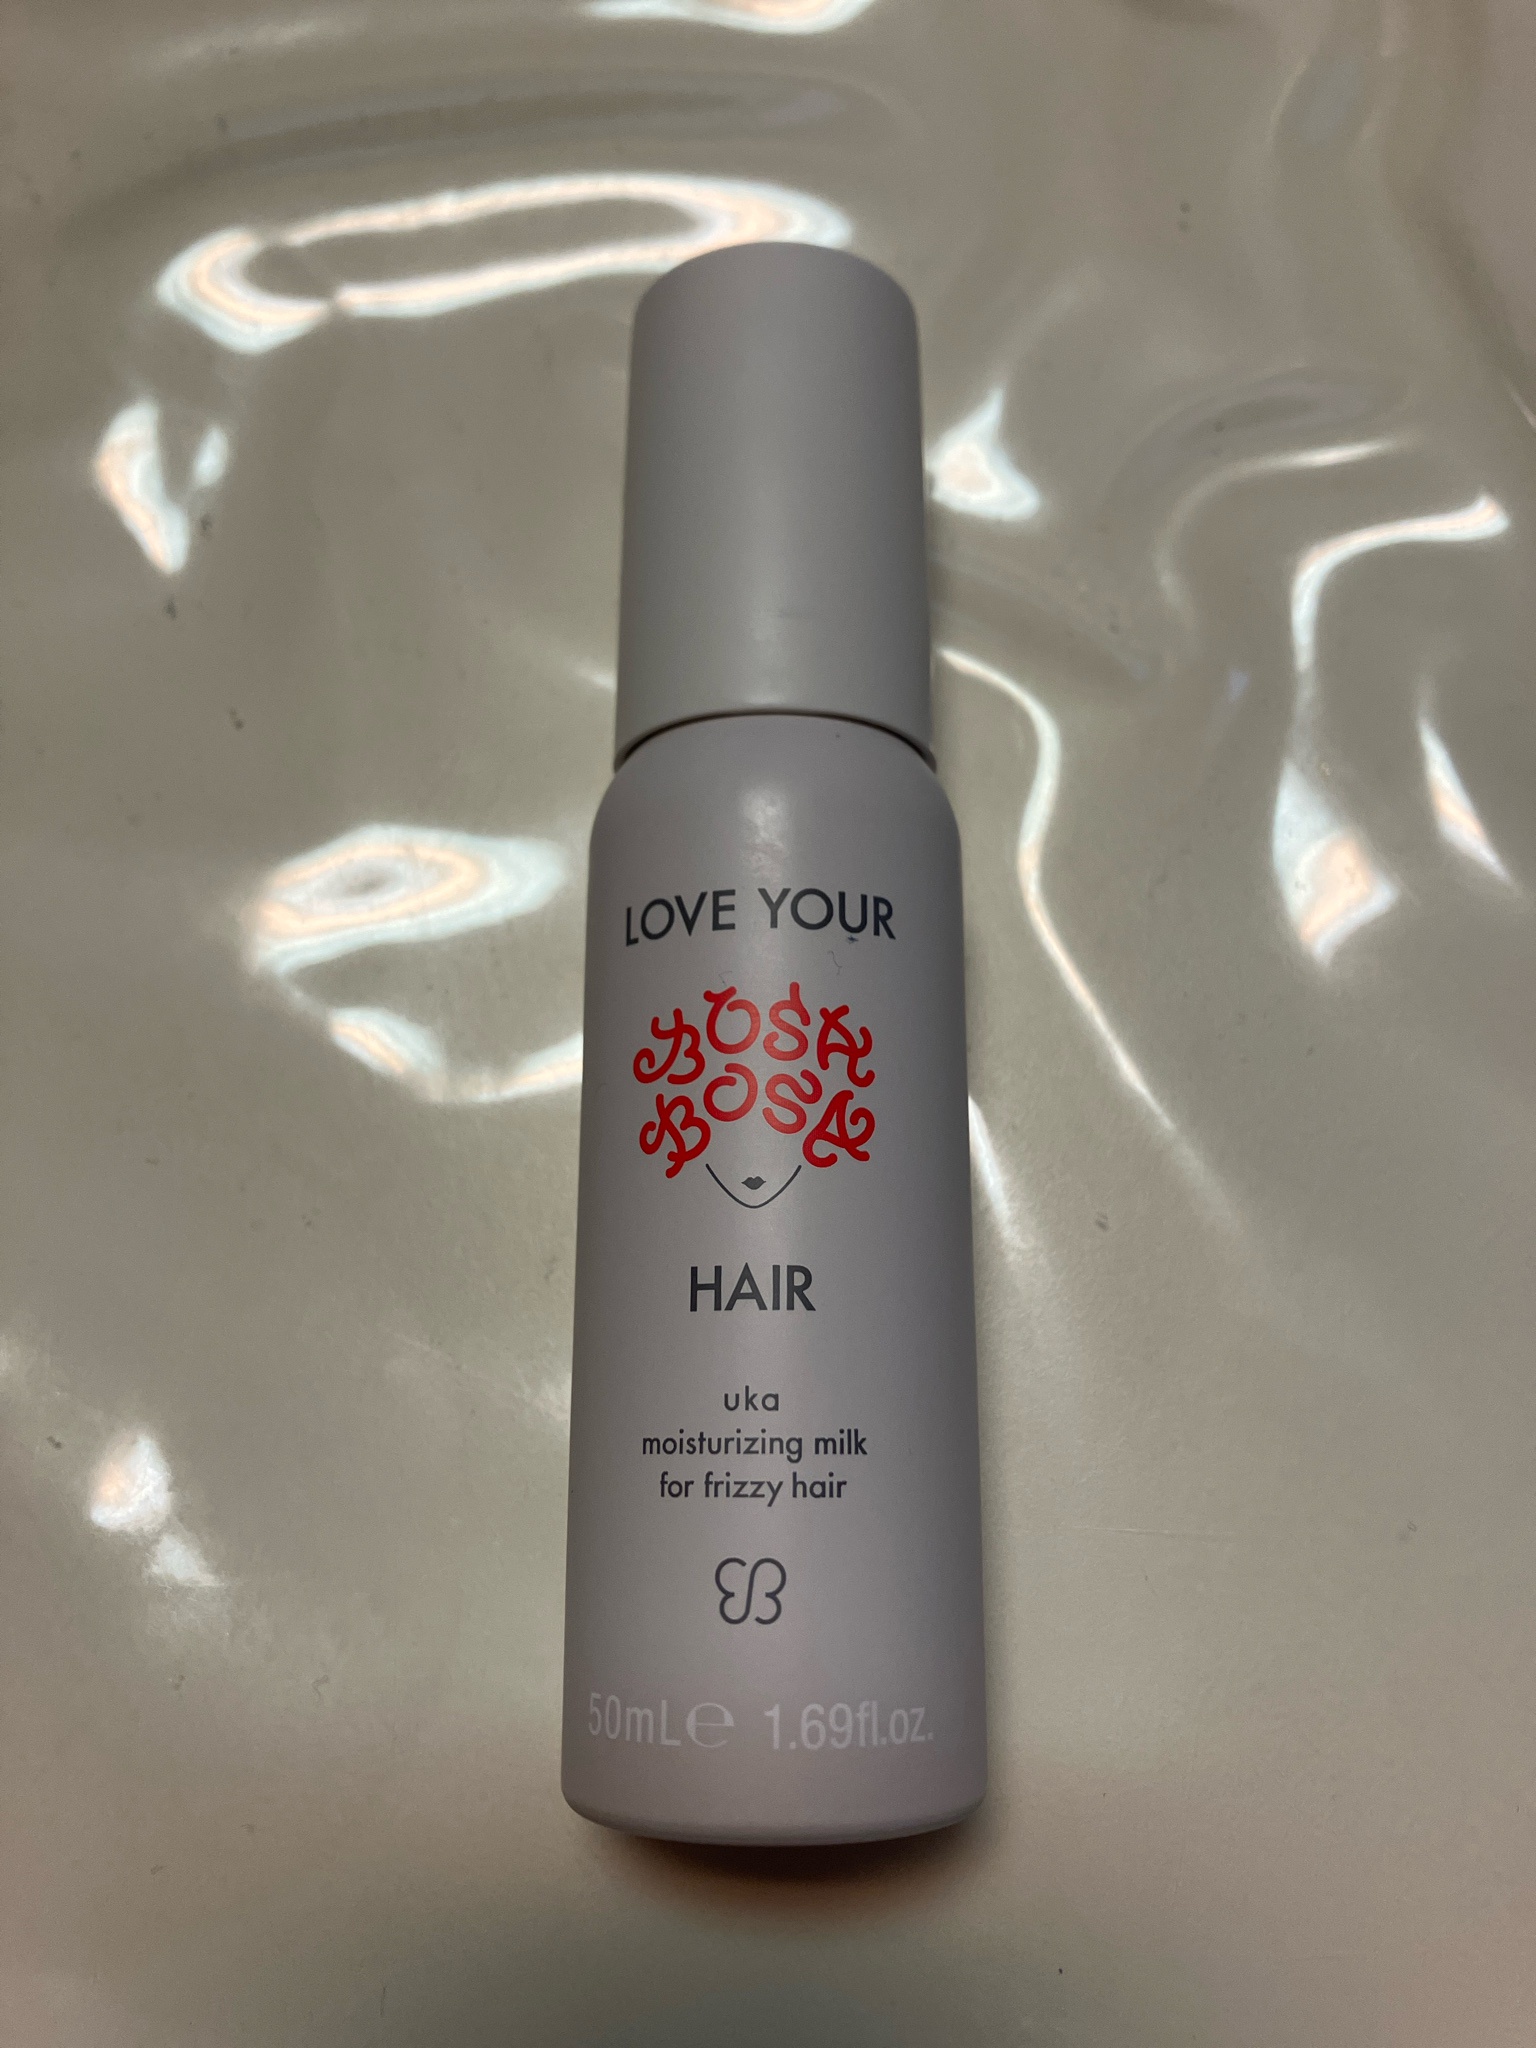 LOVE YOUR
BOSA
BOSA
HAIR
uka
moisturizing milk
for frizzy hair
50mL℮ 1.69fl.oz.